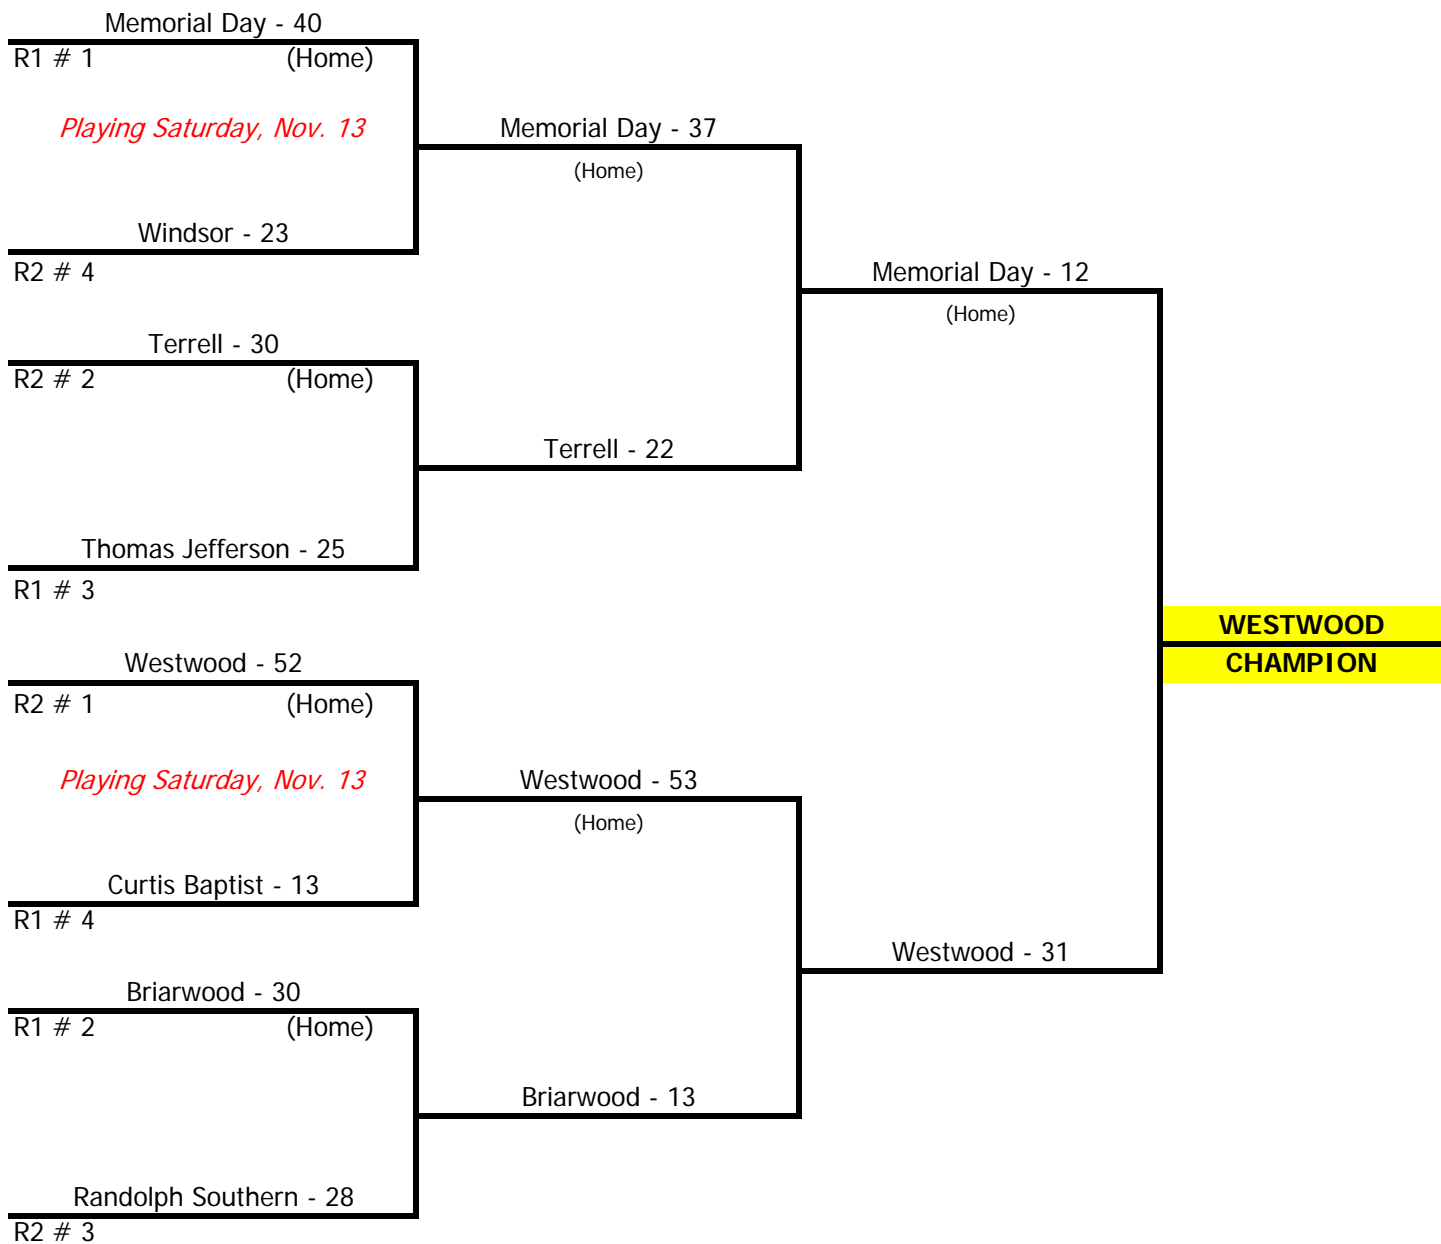 Memorial Day - 40
R1 # 1 (Home)
Playing Saturday, Nov. 13
Windsor - 23
R2 # 4
Terrell - 30
R2 # 2 (Home)
Thomas Jefferson - 25
R1 # 3
Westwood - 52
R2 # 1 (Home)
Playing Saturday, Nov. 13
Curtis Baptist - 13
R1 # 4
Briarwood - 30
R1 # 2 (Home)
Randolph Southern - 28
R2 # 3
Memorial Day - 37
(Home)
Terrell - 22
Westwood - 53
(Home)
Briarwood - 13
Memorial Day - 12
(Home)
Westwood - 31
WESTWOOD
CHAMPION